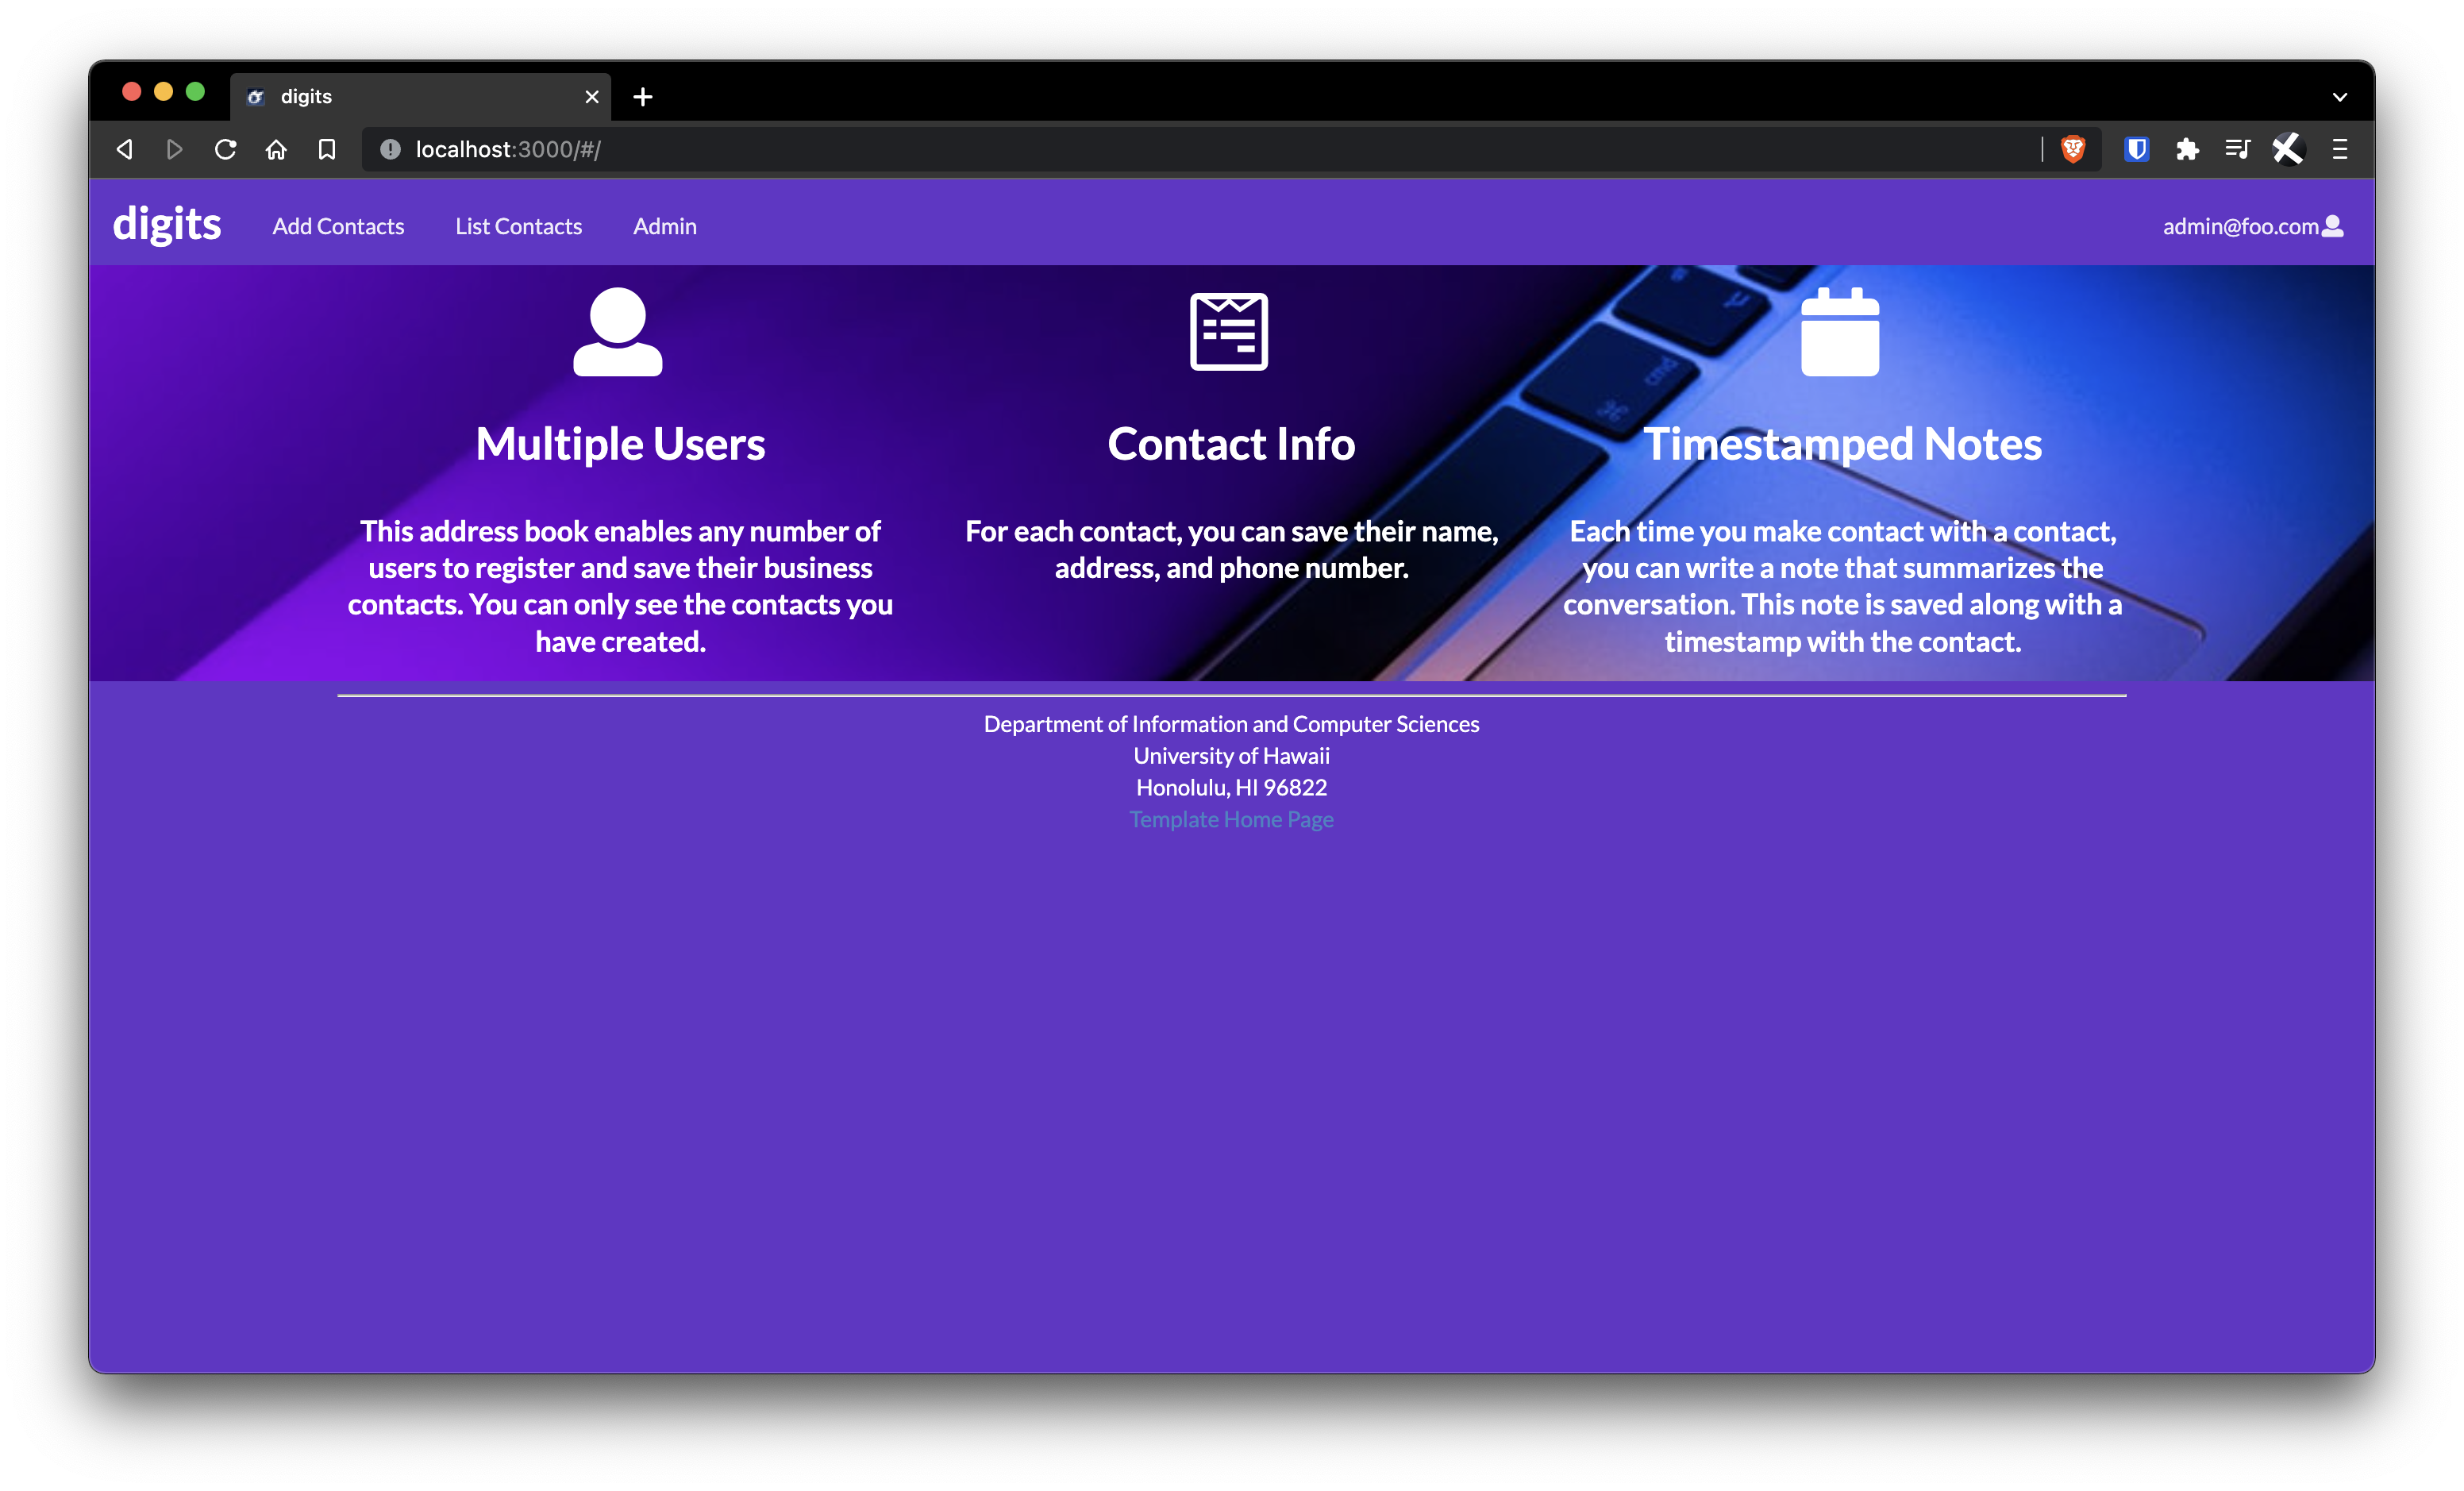 digits
localhost:3000/#/
digits Add Contacts List Contacts Admin admin@foo.com
cmd
⌘
Multiple Users
Contact Info
Timestamped Notes
This address book enables any number of
users to register and save their business
contacts. You can only see the contacts you
have created.
For each contact, you can save their name,
address, and phone number.
Each time you make contact with a contact,
you can write a note that summarizes the
conversation. This note is saved along with a
timestamp with the contact.
Department of Information and Computer Sciences
University of Hawaii
Honolulu, HI 96822
Template Home Page